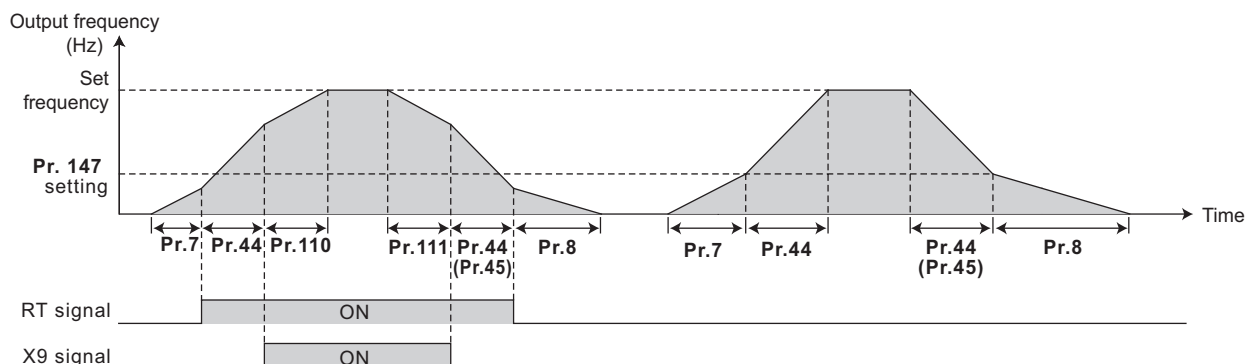 Output frequency
(Hz)
Set
frequency
Pr. 147
setting
Time
Pr.7 Pr.44 Pr.110 Pr.111 Pr.44 Pr.8 Pr.7 Pr.44 Pr.44 Pr.8
(Pr.45) (Pr.45)
RT signal ON
X9 signal ON